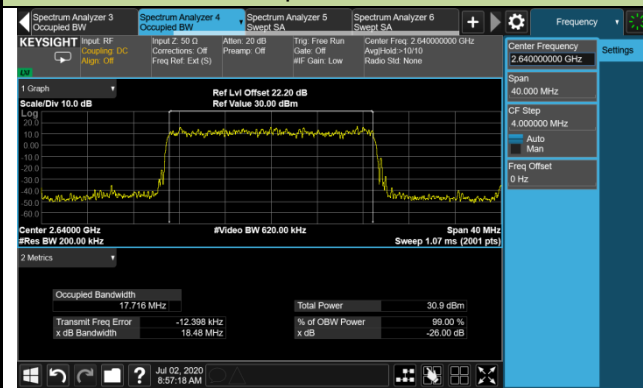 Spectrum Analyzer 3
Occupied BW
Spectrum Analyzer 4
Occupied BW
Spectrum Analyzer 5
Swept SA
Spectrum Analyzer 6
Swept SA
+
Frequency
KEYSIGHT
Input: RF
Coupling: DC
Align: Off
Input Z: 50 Ω
Corrections: Off
Freq Ref: Ext (S)
Atten: 20 dB
Preamp: Off
Trig: Free Run
Gate: Off
#IF Gain: Low
Center Freq: 2.640000000 GHz
Avg|Hold:>10/10
Radio Std: None
LW
Center Frequency
2.640000000 GHz
Settings
Span
40.000 MHz
CF Step
4.000000 MHz
Auto
Man
Freq Offset
0 Hz
1 Graph
Scale/Div 10.0 dB
Ref Lvl Offset 22.20 dB
Ref Value 30.00 dBm
Log
20.0
10.0
0.00
-10.0
-20.0
-30.0
-40.0
-50.0
-60.0
Center 2.64000 GHz
#Res BW 200.00 kHz
#Video BW 620.00 kHz
Span 40 MHz
Sweep 1.07 ms (2001 pts)
2 Metrics
Occupied Bandwidth
17.716 MHz
Total Power 30.9 dBm
Transmit Freq Error -12.398 kHz
% of OBW Power 99.00 %
x dB Bandwidth 18.48 MHz
x dB -26.00 dB
?
Jul 02, 2020
8:57:18 AM